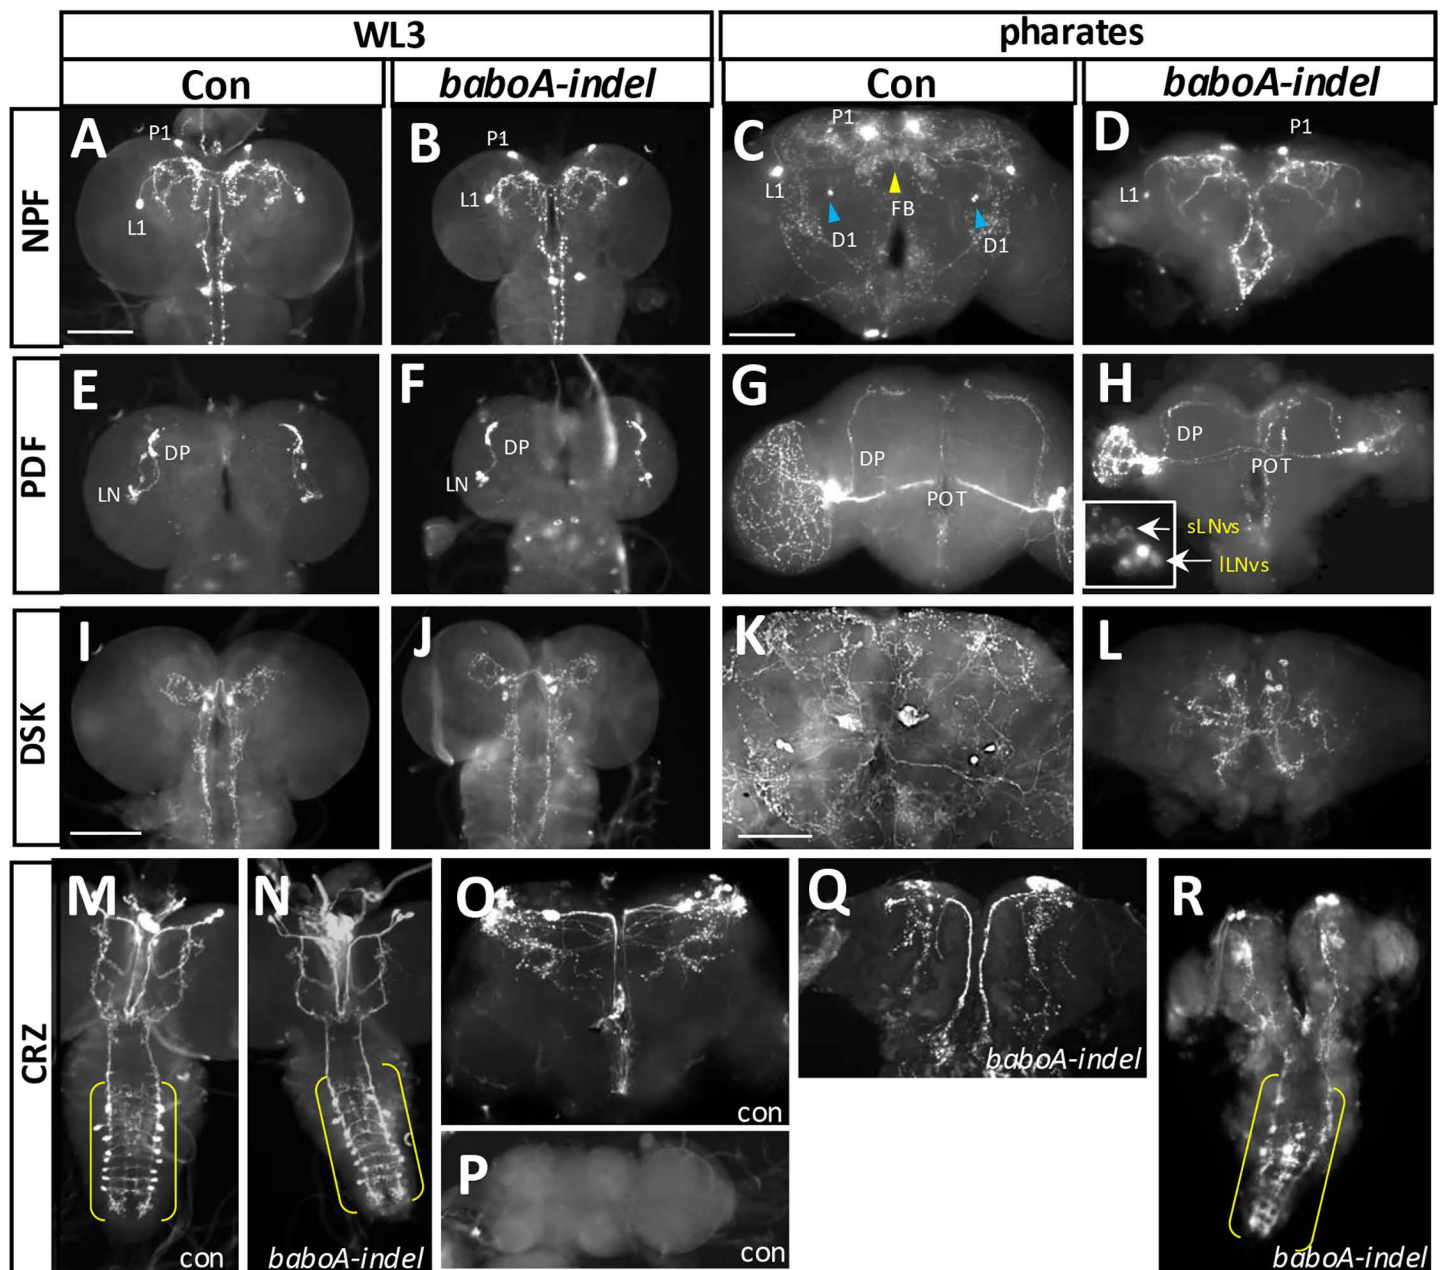 WL3
pharates
Con
baboA-indel
Con
baboA-indel
NPF
A
P1
L1
B
P1
L1
C
P1
L1
FB
D1
D1
D
P1
L1
PDF
E
DP
LN
F
DP
LN
G
DP
POT
H
DP
POT
sLNvs
lLNvs
DSK
I
J
K
L
CRZ
M
con
N
baboA-indel
O
con
P
con
Q
baboA-indel
R
baboA-indel